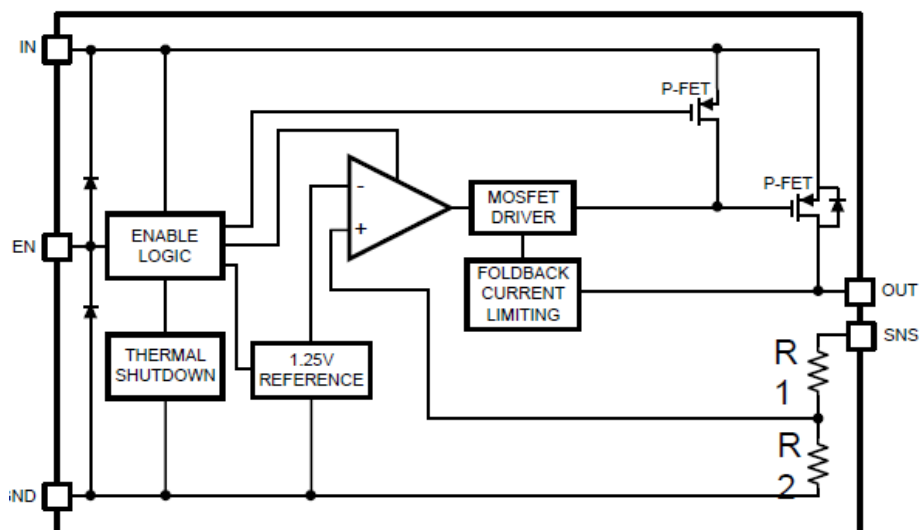 IN
P-FET
P-FET
-
+
MOSFET
DRIVER
EN
ENABLE
LOGIC
FOLDBACK
CURRENT
LIMITING
OUT
SNS
THERMAL
SHUTDOWN
1.25V
REFERENCE
R
1
R
2
ND